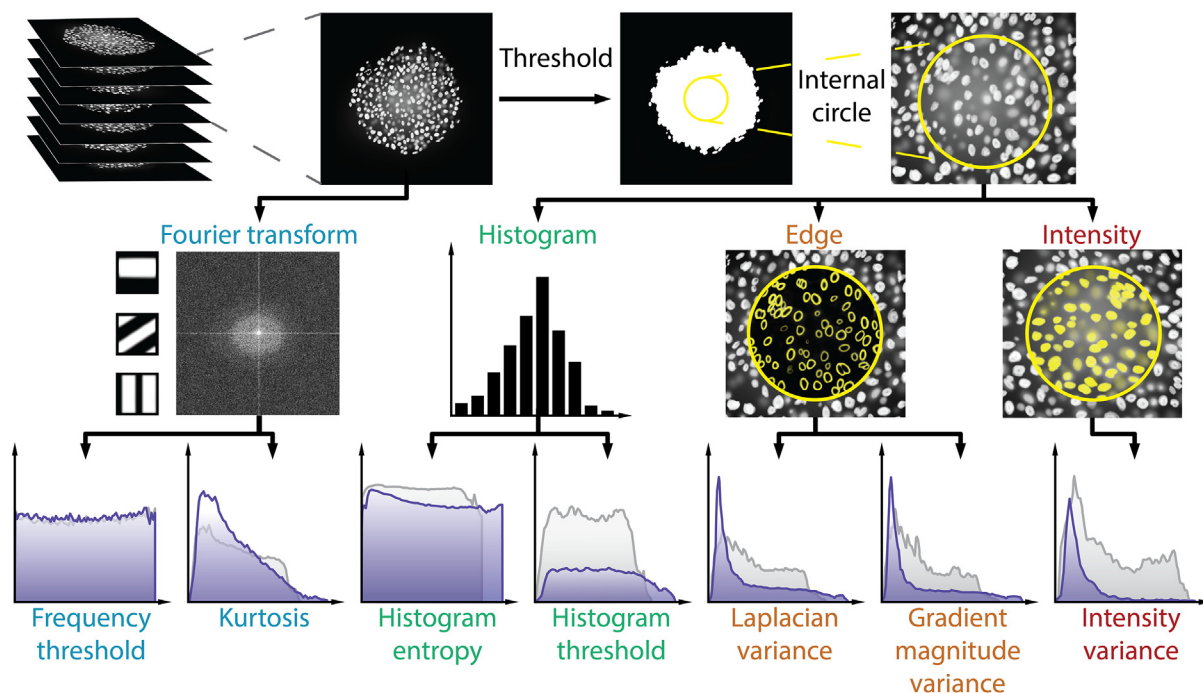 Threshold
Internal
circle
Fourier transform
Histogram
Edge
Intensity
Frequency
threshold
Kurtosis
Histogram
entropy
Histogram
threshold
Laplacian
variance
Gradient
magnitude
variance
Intensity
variance